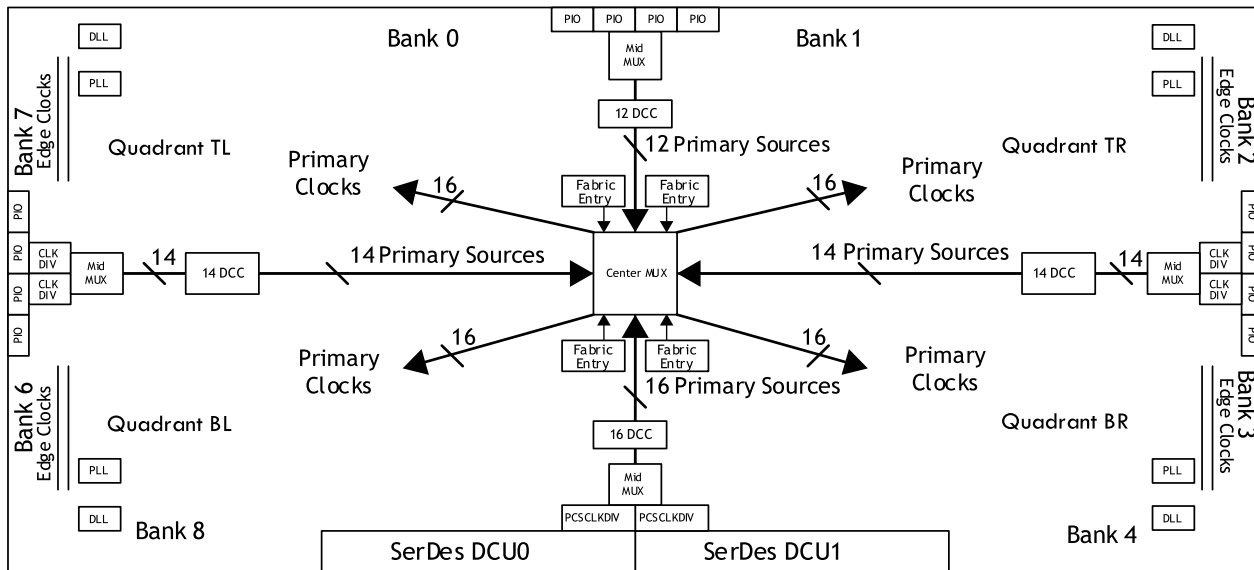 PIO PIO PIO PIO
DLL
Bank 0
Bank 1
DLL
Mid
MUX
PLL
PLL
Bank 7
Edge Clocks
Edge Clocks
Bank 2
12 DCC
Quadrant TL
12 Primary Sources
Quadrant TR
Primary
Clocks
16
Fabric
Entry
Fabric
Entry
16
Primary
Clocks
PIO
PIO
PIO
PIO
CLK
DIV
CLK
DIV
Mid
MUX
14
14 DCC
14 Primary Sources
Center MUX
14 Primary Sources
14 DCC
14
Mid
MUX
CLK
DIV
CLK
DIV
PIO
PIO
PIO
PIO
Primary
Clocks
16
Fabric
Entry
Fabric
Entry
16
Primary
Clocks
16 Primary Sources
Bank 6
Edge Clocks
Edge Clocks
Bank 3
Quadrant BL
16 DCC
Quadrant BR
PLL
Mid
MUX
PLL
DLL
PCSCLKDIV
PCSCLKDIV
DLL
Bank 8
Bank 4
SerDes DCU0
SerDes DCU1